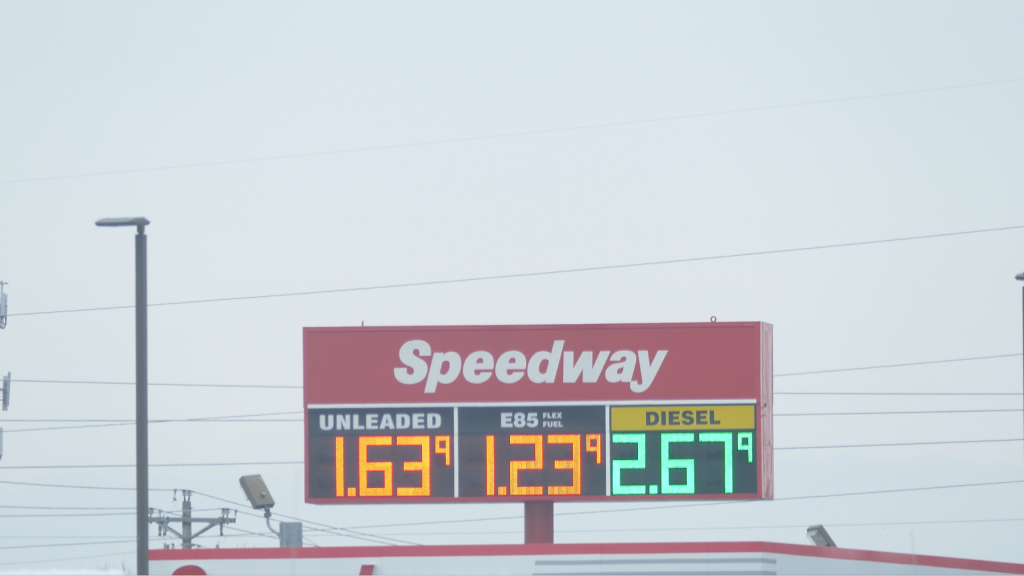 Speedway
UNLEADED
1.63 9
E85 FLEX FUEL
1.23 9
DIESEL
2.67 9